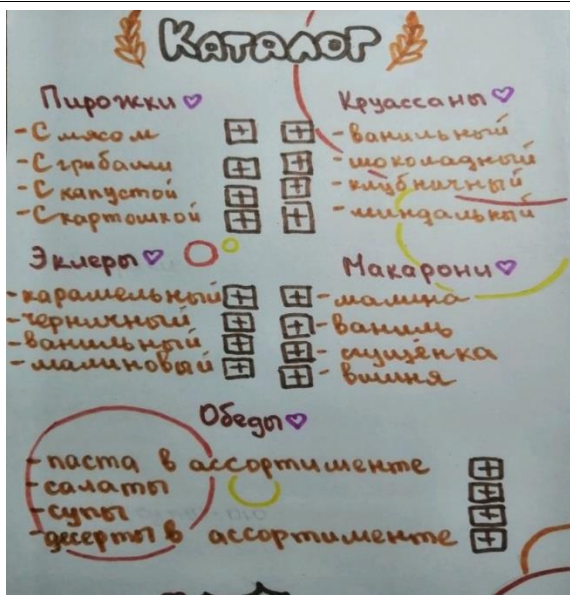 Каталог
Пирожки
- С мясом
- С грибами
- С капустой
- С картошкой
Круассаны
- ванильный
- шоколадный
- клубничный
- миндальный
Эклеры
- карамельный
- черничный
- ванильный
- малиновый
Макарони
- малина
- ваниль
- сгущёнка
- вишня
Обеды
- паста в ассортименте
- салаты
- супы
- десерты в ассортименте